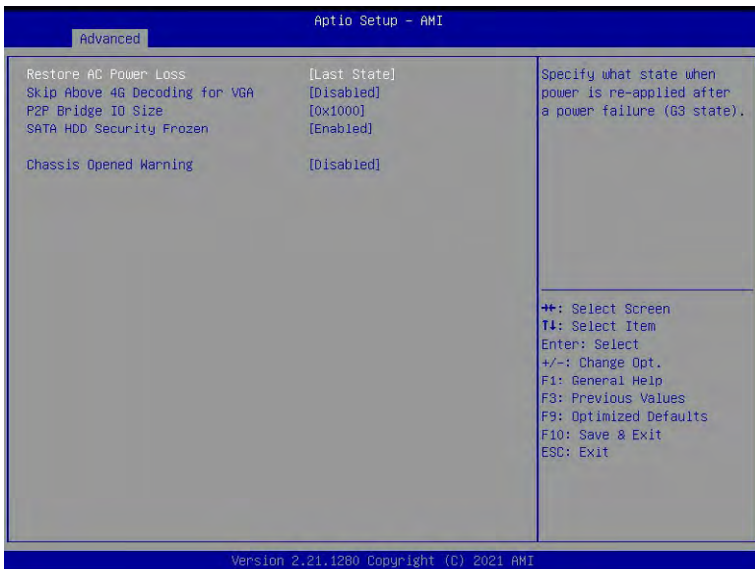 Aptio Setup – AMI
Advanced
Restore AC Power Loss [Last State]
Skip Above 4G Decoding for VGA [Disabled]
P2P Bridge IO Size [0x1000]
SATA HDD Security Frozen [Enabled]
Chassis Opened Warning [Disabled]
Specify what state when
power is re-applied after
a power failure (G3 state).
→←: Select Screen
↑↓: Select Item
Enter: Select
+/-: Change Opt.
F1: General Help
F3: Previous Values
F9: Optimized Defaults
F10: Save & Exit
ESC: Exit
Version 2.21.1280 Copyright (C) 2021 AMI